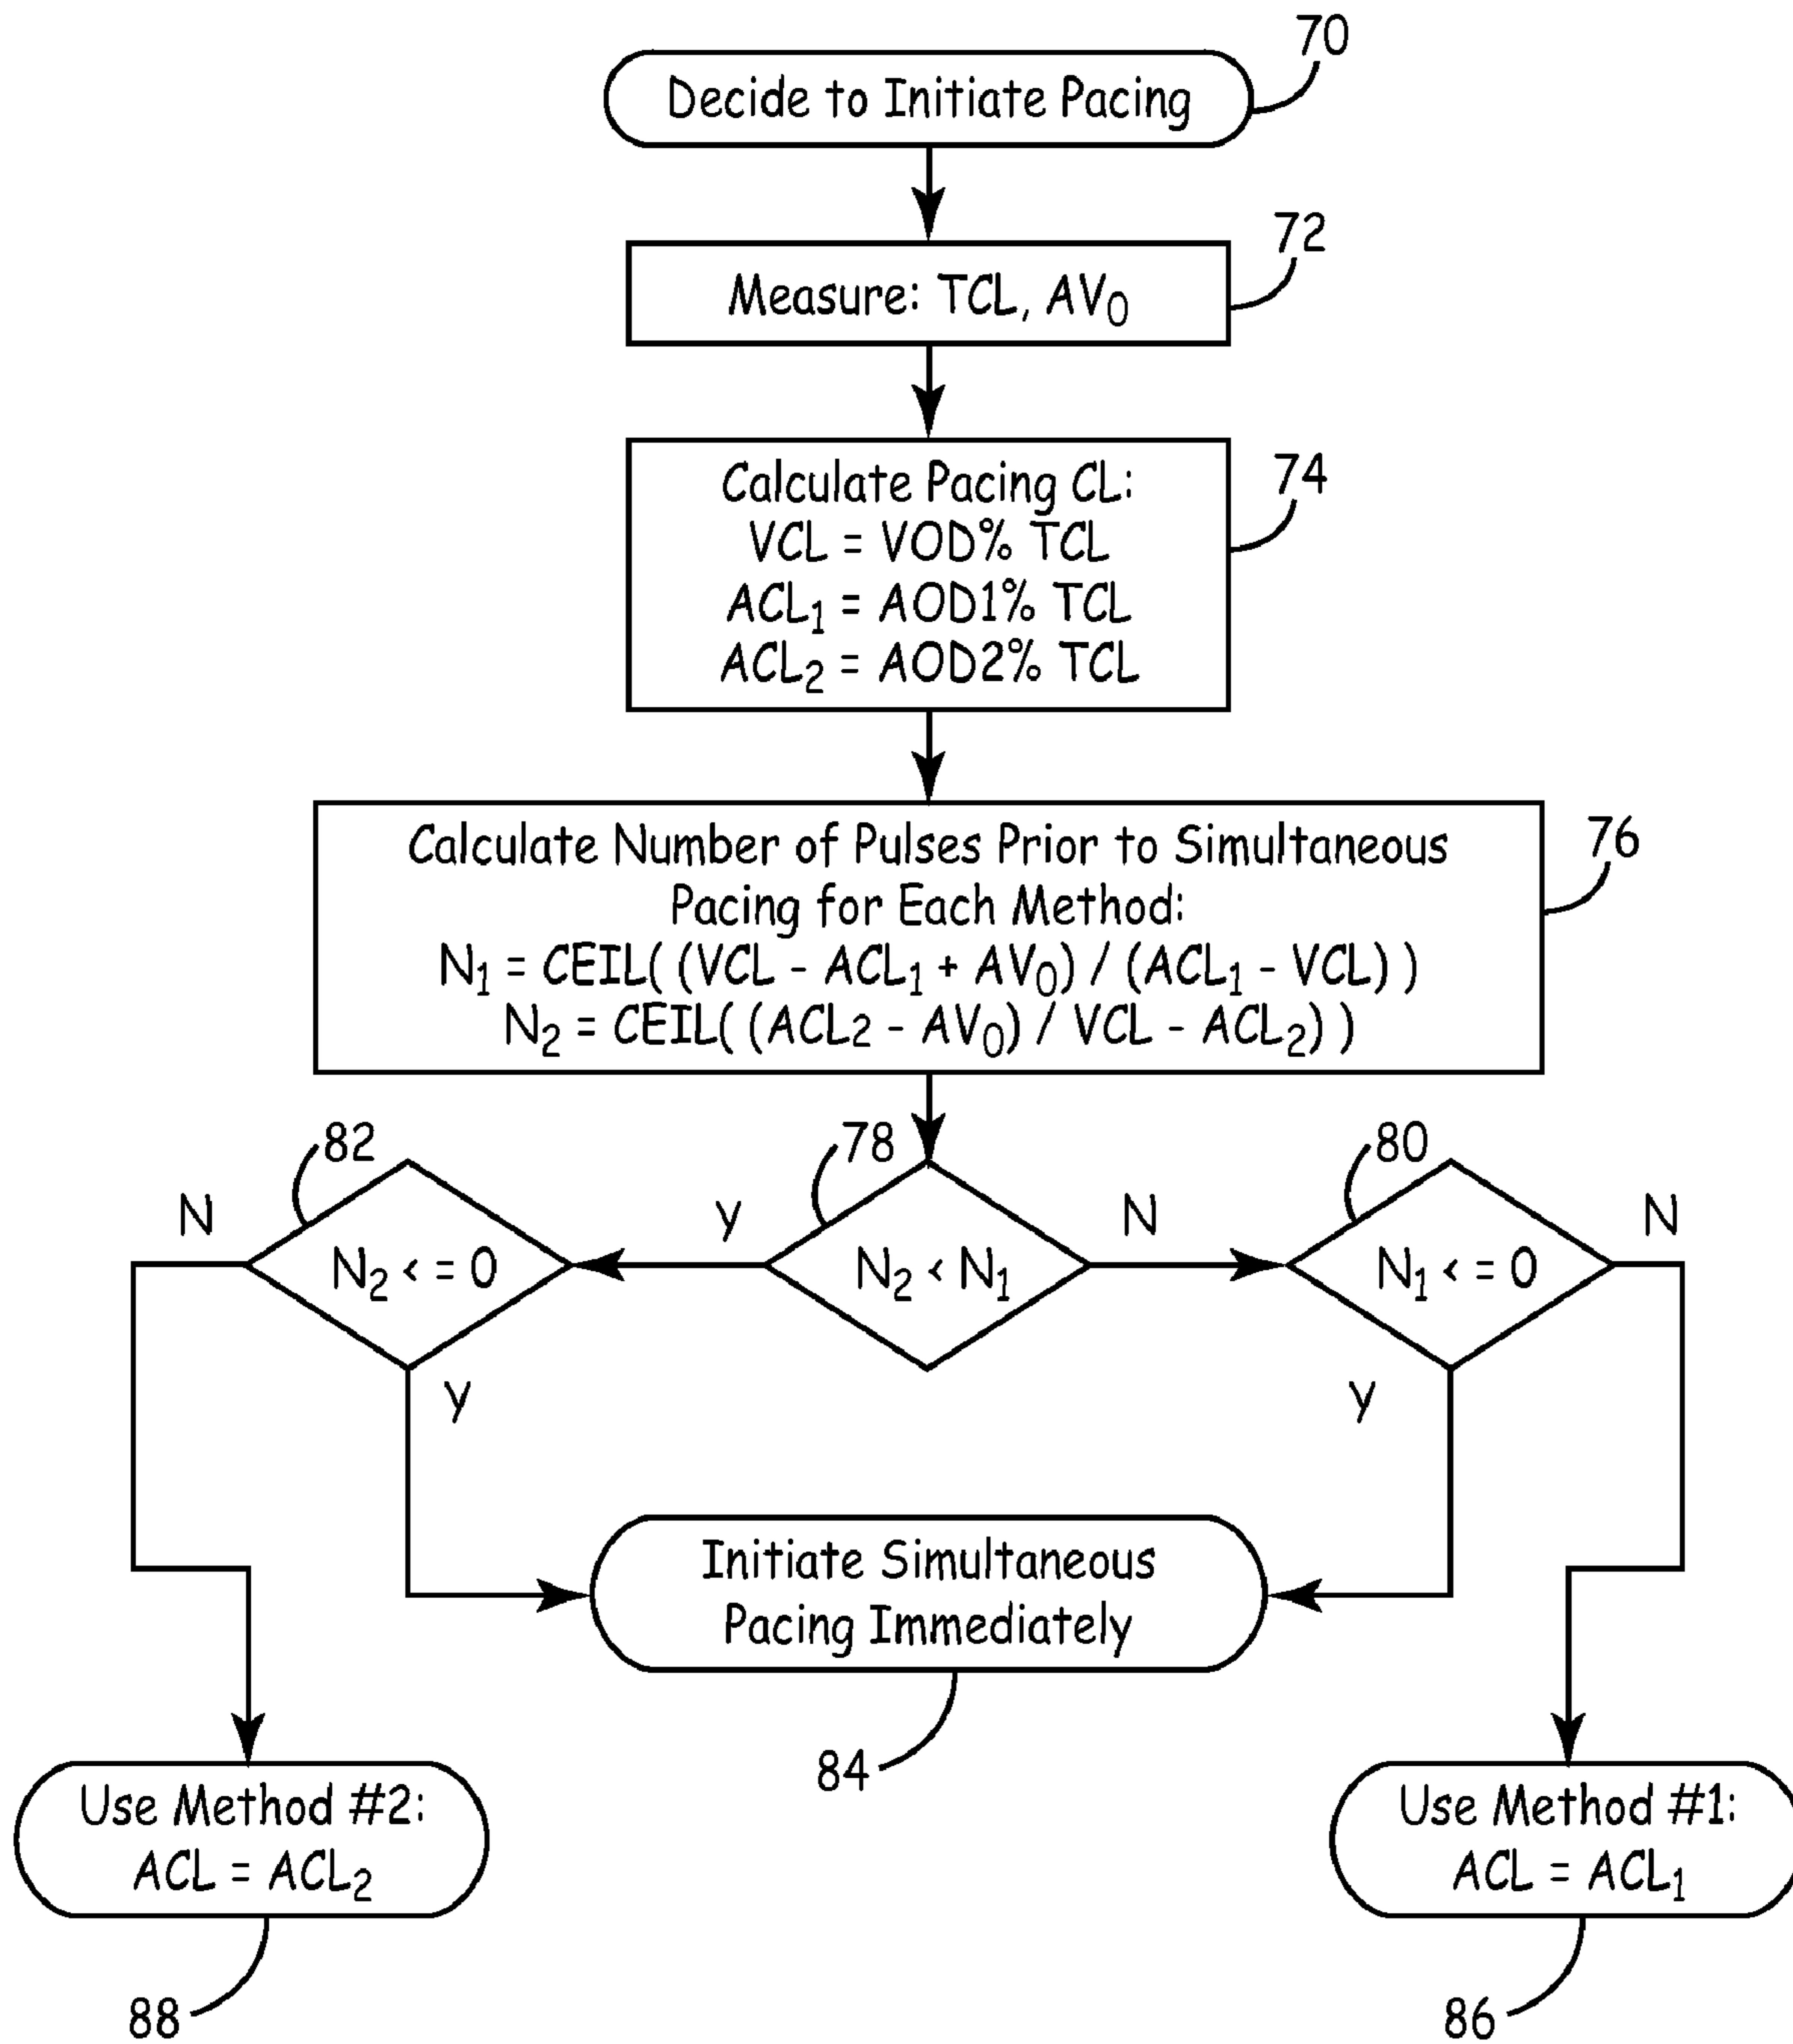 70
Decide to Initiate Pacing
72
Measure: TCL, AV₀
74
Calculate Pacing CL:
VCL = VOD% TCL
ACL₁ = AOD1% TCL
ACL₂ = AOD2% TCL
76
Calculate Number of Pulses Prior to Simultaneous
Pacing for Each Method:
N₁ = CEIL( (VCL - ACL₁ + AV₀) / (ACL₁ - VCL) )
N₂ = CEIL( (ACL₂ - AV₀) / VCL - ACL₂) )
82
78
80
N
y
N
N
N₂ < = 0
N₂ < N₁
N₁ < = 0
y
y
Initiate Simultaneous
Pacing Immediately
84
Use Method #2:
ACL = ACL₂
Use Method #1:
ACL = ACL₁
88
86